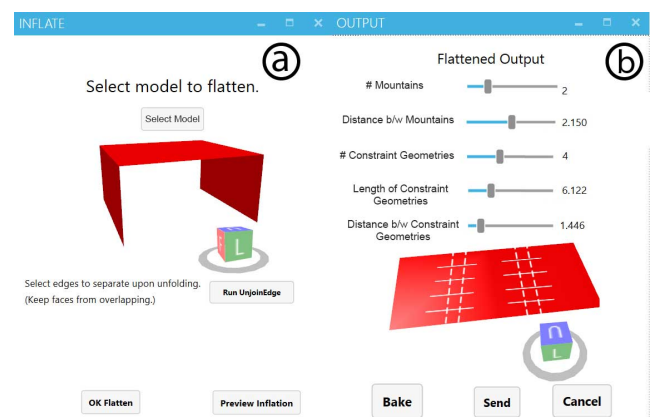 INFLATE
a
Select model to flatten.
Select Model
L
Select edges to separate upon unfolding.
(Keep faces from overlapping.)
Run UnjoinEdge
OK Flatten
Preview Inflation
OUTPUT
b
Flattened Output
# Mountains
2
Distance b/w Mountains
2.150
# Constraint Geometries
4
Length of Constraint
Geometries
6.122
Distance b/w Constraint
Geometries
1.446
L
Bake
Send
Cancel